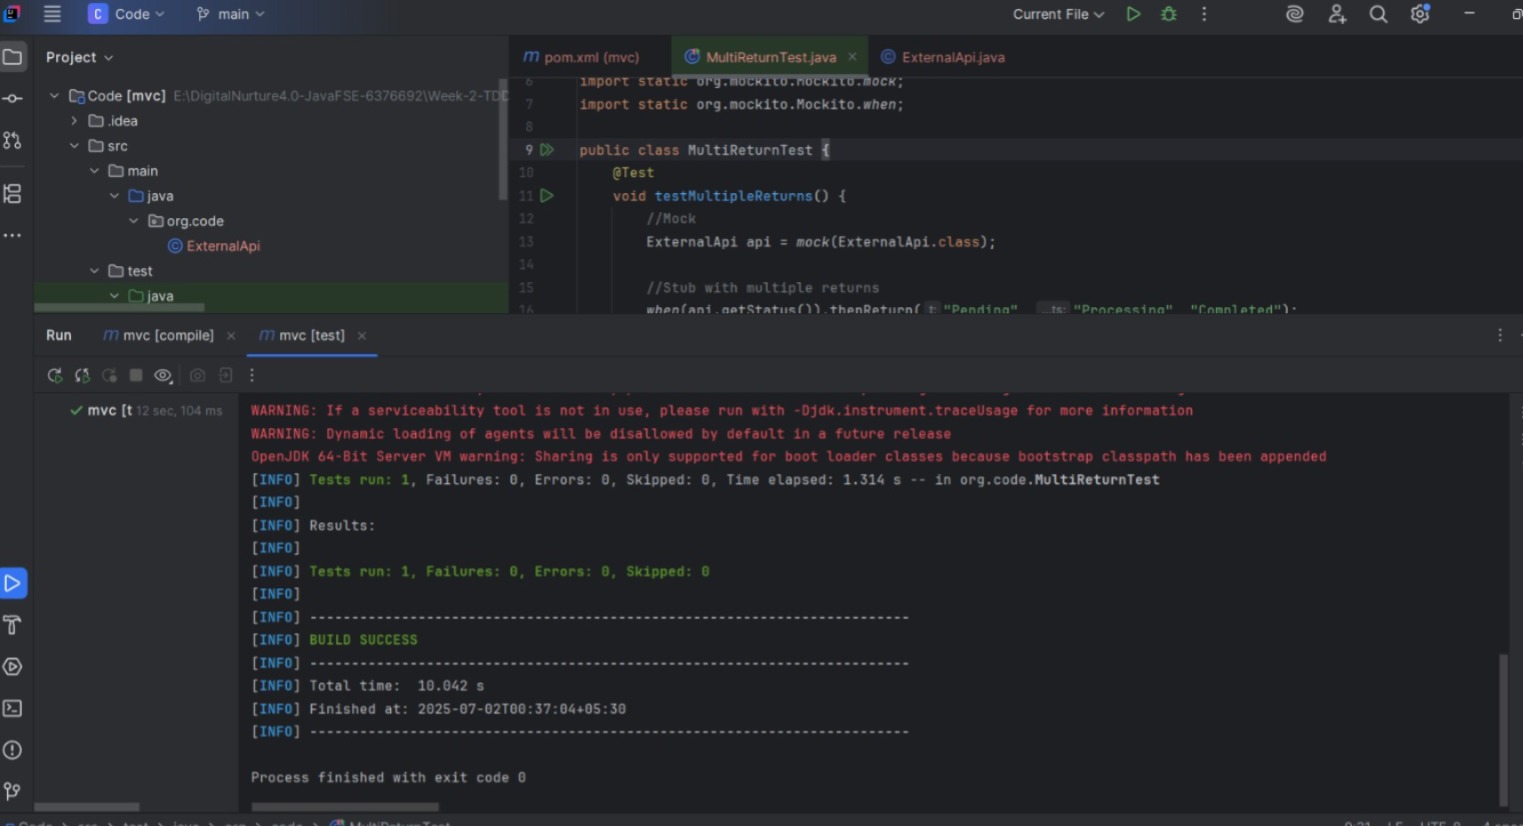 C Code main Current File
Project
pom.xml (mvc) MultiReturnTest.java ExternalApi.java
Code [mvc] E:\DigitalNurture4.0-JavaFSE-6376692\Week-2-TDD
.idea
src
main
java
org.code
ExternalApi
test
java
6 import static org.mockito.Mockito.mock;
7 import static org.mockito.Mockito.when;
8
9 public class MultiReturnTest {
10 @Test
11 void testMultipleReturns() {
12 //Mock
13 ExternalApi api = mock(ExternalApi.class);
14
15 //Stub with multiple returns
16 when(api.getStatus()).thenReturn( t: "Pending", ...ts: "Processing", "Completed");
Run mvc [compile] mvc [test]
mvc [t 12 sec, 104 ms
WARNING: If a serviceability tool is not in use, please run with -Djdk.instrument.traceUsage for more information
WARNING: Dynamic loading of agents will be disallowed by default in a future release
OpenJDK 64-Bit Server VM warning: Sharing is only supported for boot loader classes because bootstrap classpath has been appended
[INFO] Tests run: 1, Failures: 0, Errors: 0, Skipped: 0, Time elapsed: 1.314 s -- in org.code.MultiReturnTest
[INFO]
[INFO] Results:
[INFO]
[INFO] Tests run: 1, Failures: 0, Errors: 0, Skipped: 0
[INFO]
[INFO] ------------------------------------------------------------------------
[INFO] BUILD SUCCESS
[INFO] ------------------------------------------------------------------------
[INFO] Total time:  10.042 s
[INFO] Finished at: 2025-07-02T00:37:04+05:30
[INFO] ------------------------------------------------------------------------
Process finished with exit code 0